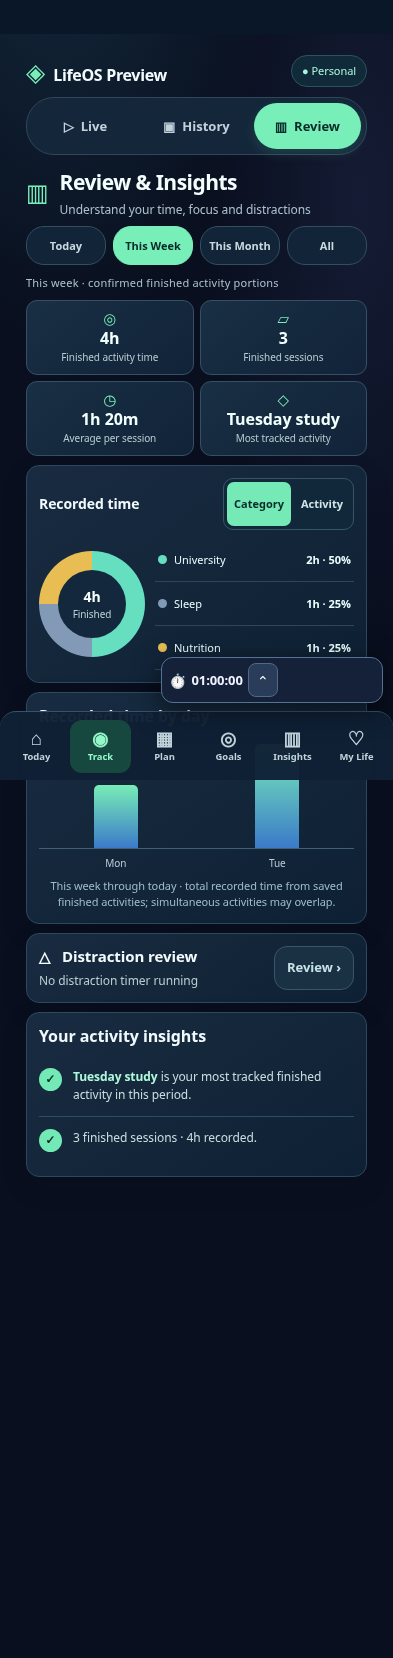 LifeOS Preview
● Personal
▷ Live
▣ History
▥ Review
Review & Insights
Understand your time, focus and distractions
Today
This Week
This Month
All
This week · confirmed finished activity portions
4h
Finished activity time
3
Finished sessions
1h 20m
Average per session
Tuesday study
Most tracked activity
Recorded time
Category
Activity
4h
Finished
University
2h · 50%
Sleep
1h · 25%
Nutrition
1h · 25%
01:00:00
Recorded time by day
Today
Track
Plan
Goals
Insights
My Life
Mon
Tue
This week through today · total recorded time from saved
finished activities; simultaneous activities may overlap.
Distraction review
No distraction timer running
Review ›
Your activity insights
Tuesday study is your most tracked finished
activity in this period.
3 finished sessions · 4h recorded.